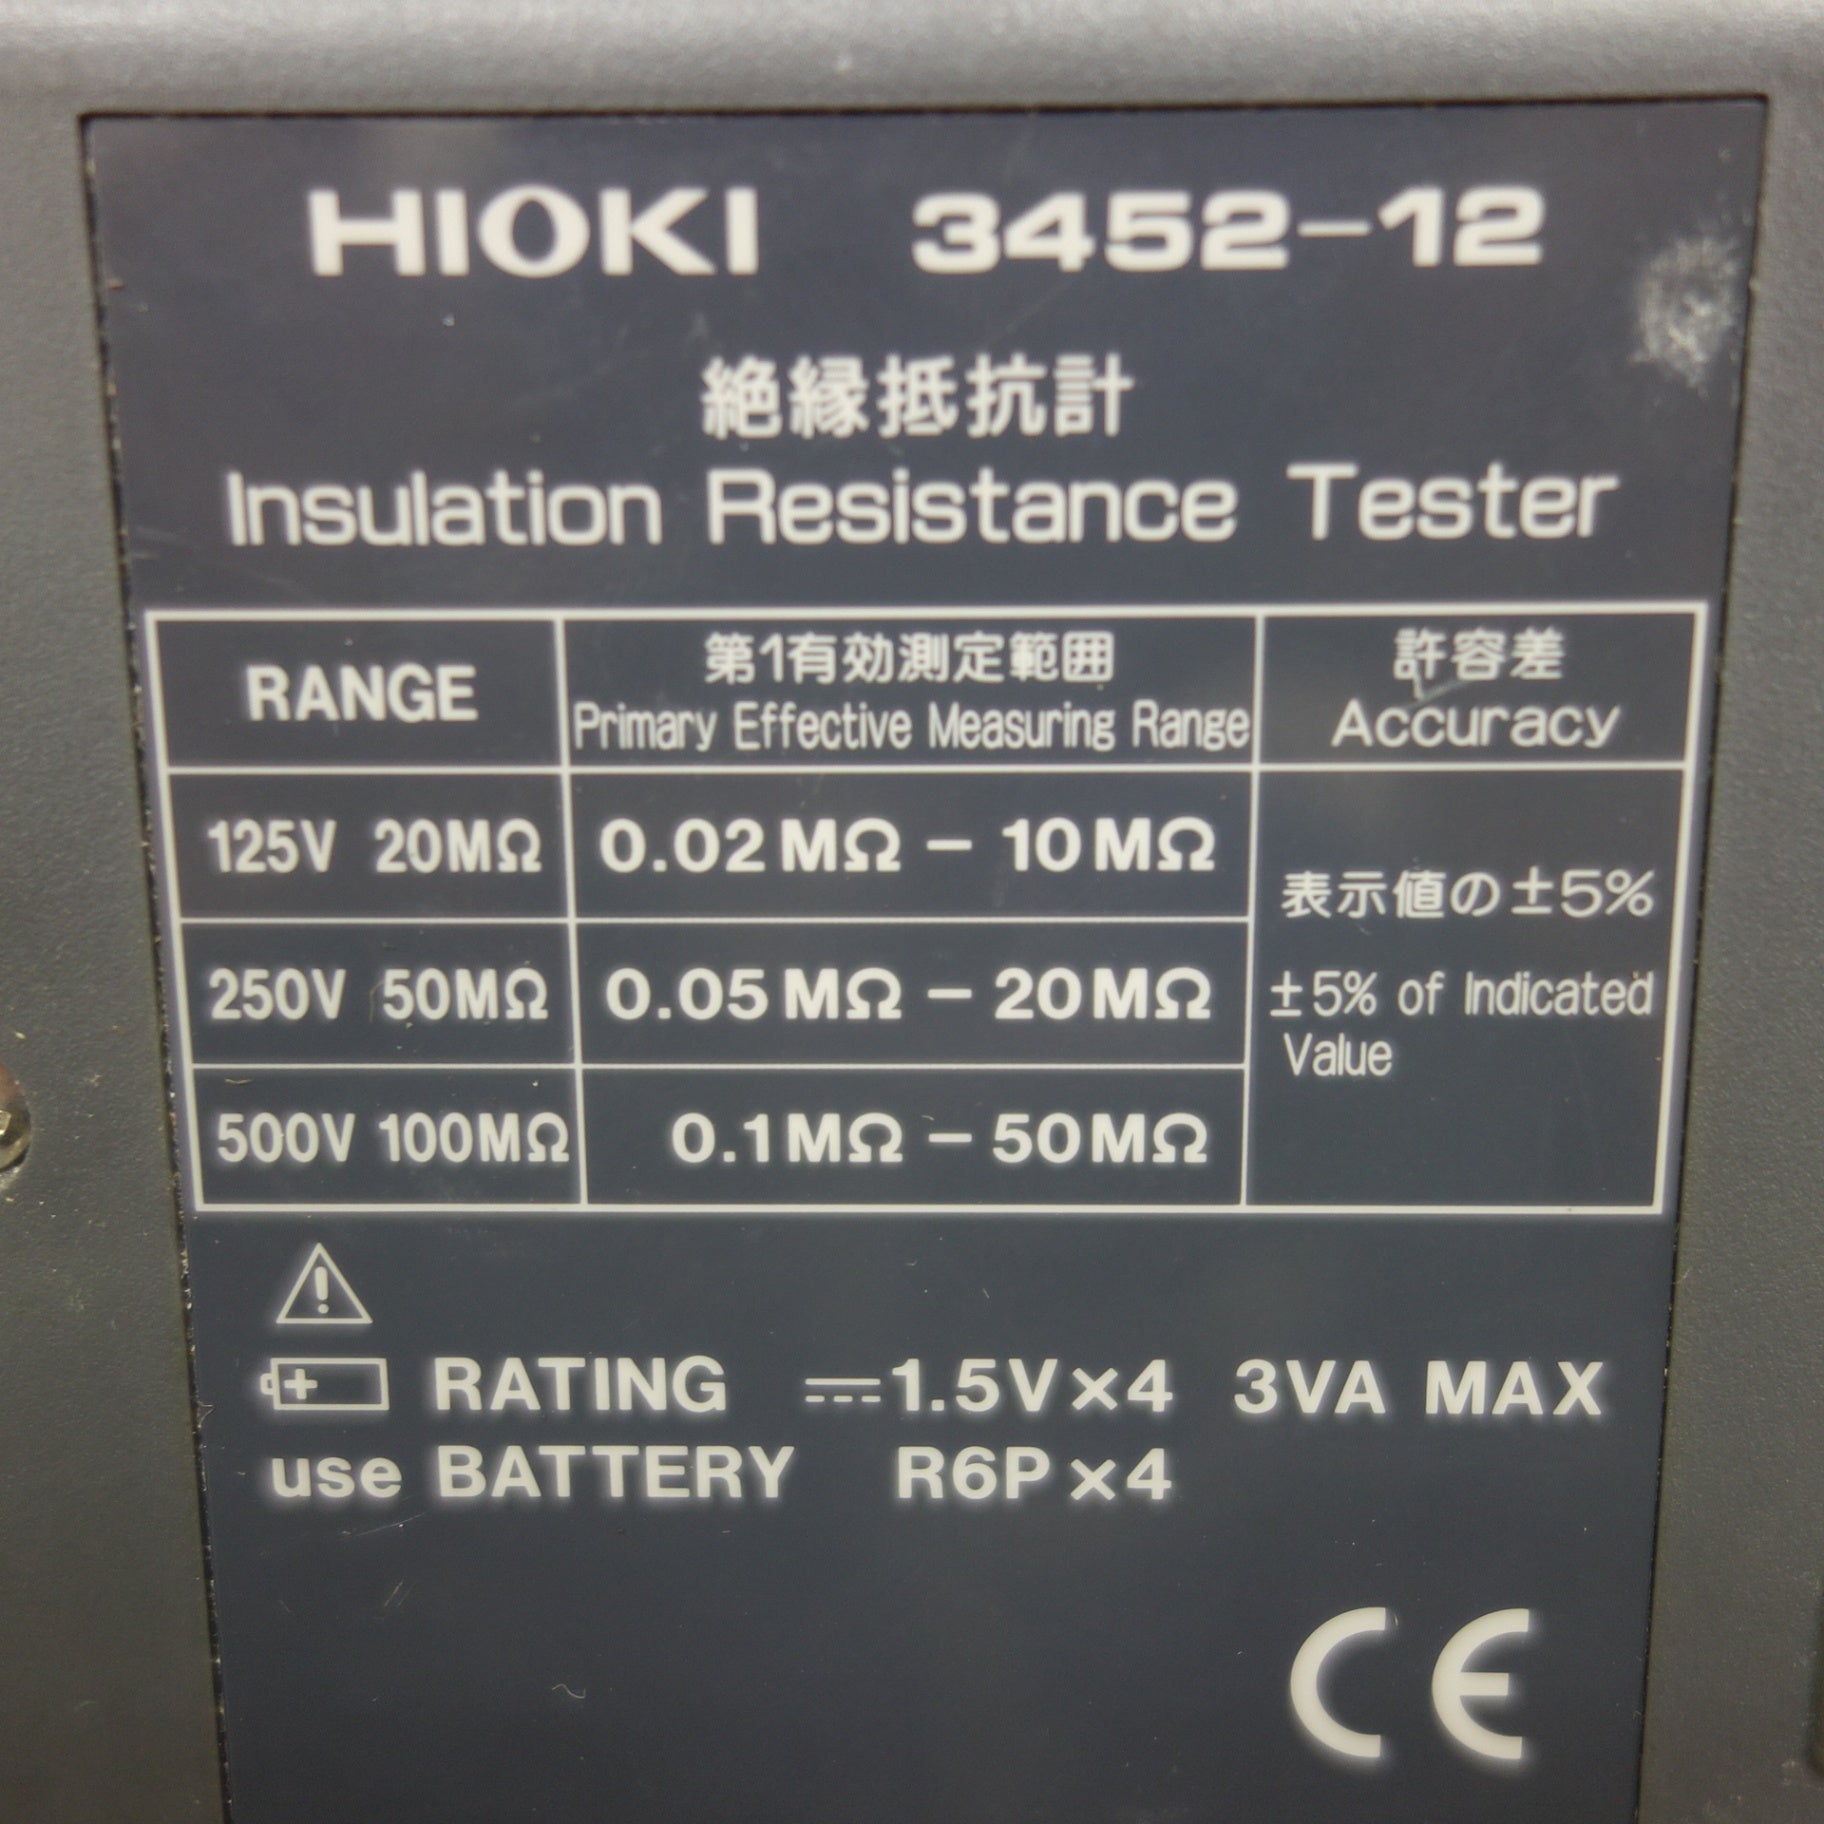 HIOKI 3452-12
絶縁抵抗計
Insulation Resistance Tester
RANGE
第1有効測定範囲
Primary Effective Measuring Range
許容差
Accuracy
125V 20MΩ
0.02MΩ - 10MΩ
250V 50MΩ
0.05MΩ - 20MΩ
500V 100MΩ
0.1MΩ - 50MΩ
表示値の±5%
±5% of Indicated
Value
RATING ⎓1.5V×4 3VA MAX
use BATTERY R6P×4
CE